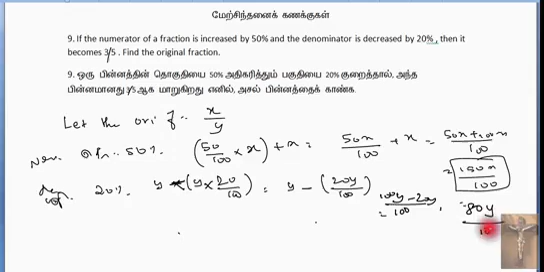 மேற்சிந்தனைக் கணக்குகள்
9. If the numerator of a fraction is increased by 50% and the denominator is decreased by 20% , then it
becomes 3/5 . Find the original fraction.
9. ஒரு பின்னத்தின் தொகுதியை 50% அதிகரித்தும் பகுதியை 20% குறைத்தால், அந்த
பின்னமானது 3/5 ஆக மாறுகிறது எனில், அசல் பின்னத்தைக் காண்க.
Let the ori f : x/y
50% (50/100 × x) + x = 50x/100 + x = 50x+100x/100
= 150x/100
20% y - (y × 20/100) = y - (20y/100) = 100y - 20y/100 , 80y